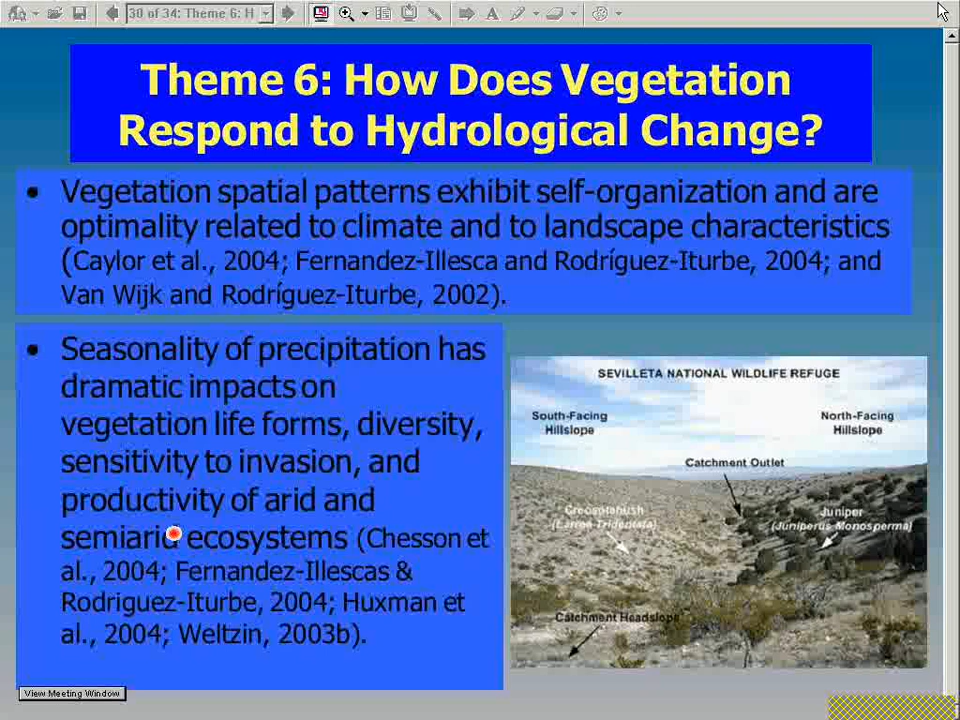 30 of 34: Theme 6: H
Theme 6: How Does Vegetation
Respond to Hydrological Change?
• Vegetation spatial patterns exhibit self-organization and are
optimality related to climate and to landscape characteristics
(Caylor et al., 2004; Fernandez-Illesca and Rodríguez-Iturbe, 2004; and
Van Wijk and Rodríguez-Iturbe, 2002).
• Seasonality of precipitation has
dramatic impacts on
vegetation life forms, diversity,
sensitivity to invasion, and
productivity of arid and
semiarid ecosystems (Chesson et
al., 2004; Fernandez-Illescas &
Rodriguez-Iturbe, 2004; Huxman et
al., 2004; Weltzin, 2003b).
SEVILLETA NATIONAL WILDLIFE REFUGE
South-Facing
Hillslope
North-Facing
Hillslope
Catchment Outlet
Creosotebush
(Larrea Tridentata)
Juniper
(Juniperus Monosperma)
Catchment Headslope
View Meeting Window